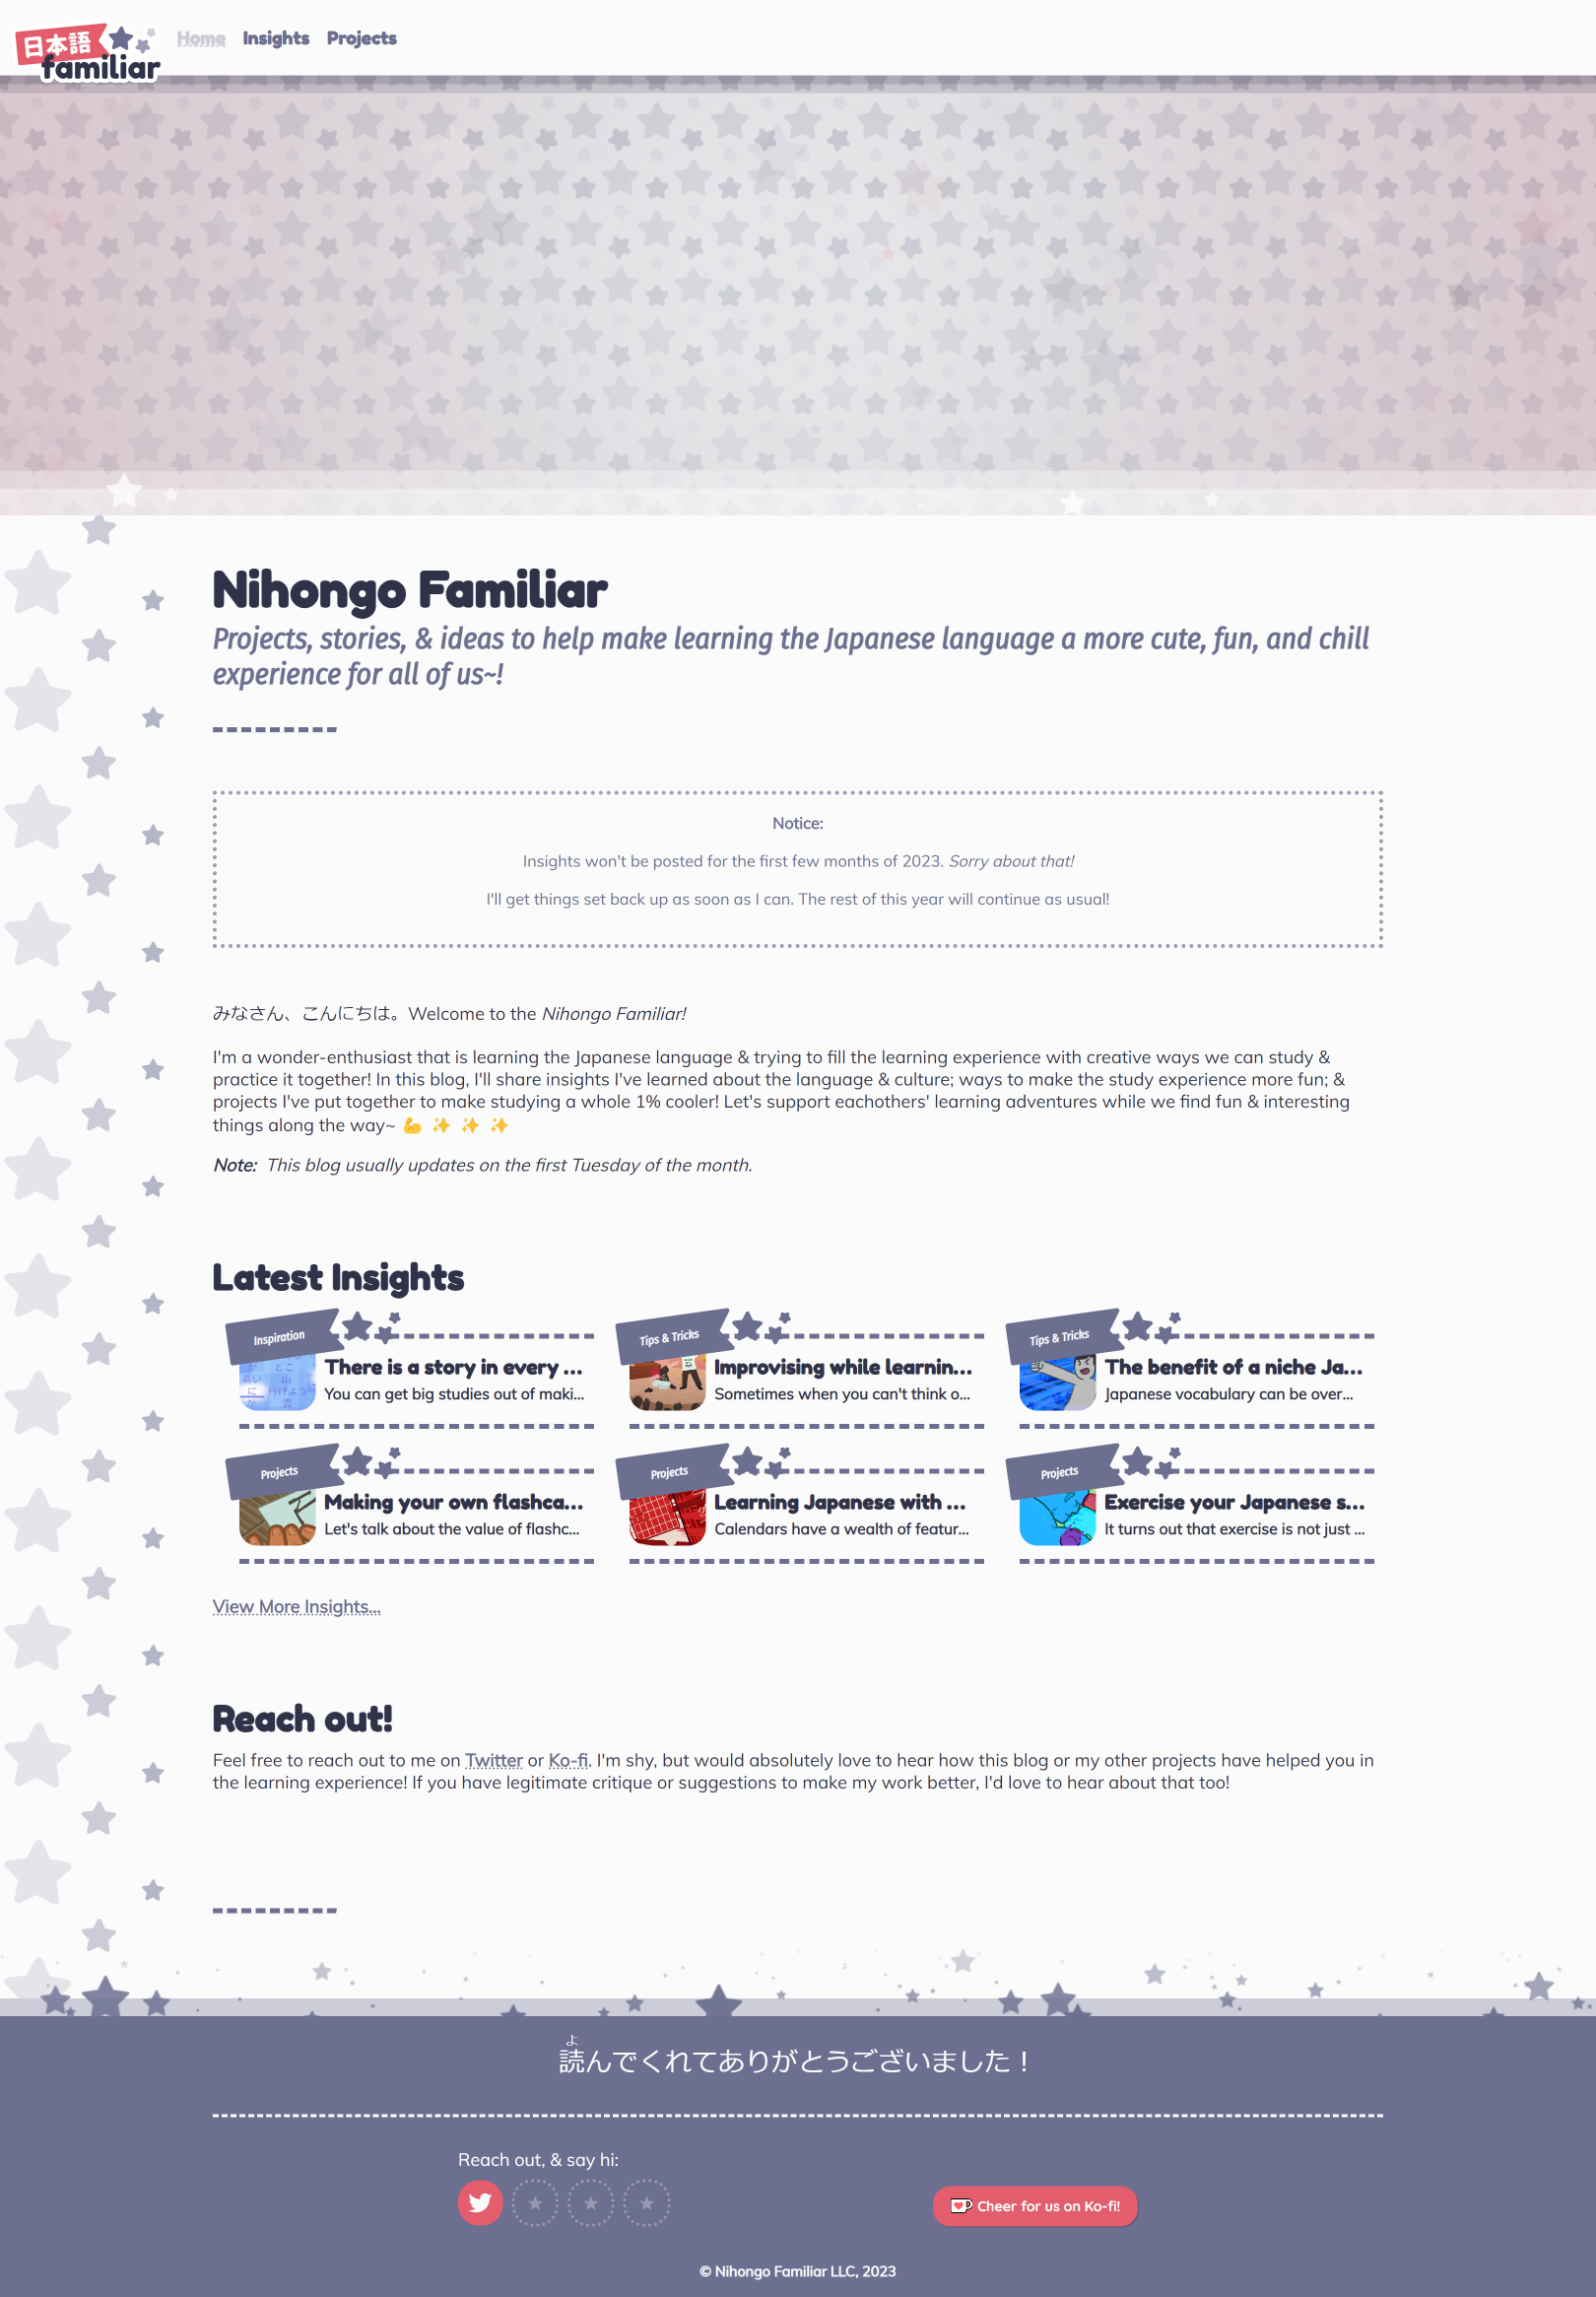 日本語
familiar
Home Insights Projects
Nihongo Familiar
Projects, stories, & ideas to help make learning the Japanese language a more cute, fun, and chill
experience for all of us~!
Notice:
Insights won't be posted for the first few months of 2023. Sorry about that!
I'll get things set back up as soon as I can. The rest of this year will continue as usual!
みなさん、こんにちは。Welcome to the Nihongo Familiar!
I'm a wonder-enthusiast that is learning the Japanese language & trying to fill the learning experience with creative ways we can study &
practice it together! In this blog, I'll share insights I've learned about the language & culture; ways to make the study experience more fun; &
projects I've put together to make studying a whole 1% cooler! Let's support eachothers' learning adventures while we find fun & interesting
things along the way~ 💪 ✨ ✨ ✨
Note: This blog usually updates on the first Tuesday of the month.
Latest Insights
Inspiration
There is a story in every ...
You can get big studies out of maki...
Tips & Tricks
Improvising while learnin...
Sometimes when you can't think o...
Tips & Tricks
The benefit of a niche Ja...
Japanese vocabulary can be over...
Projects
Making your own flashca...
Let's talk about the value of flashc...
Projects
Learning Japanese with ...
Calendars have a wealth of featur...
Projects
Exercise your Japanese s...
It turns out that exercise is not just ...
View More Insights...
Reach out!
Feel free to reach out to me on Twitter or Ko-fi. I'm shy, but would absolutely love to hear how this blog or my other projects have helped you in
the learning experience! If you have legitimate critique or suggestions to make my work better, I'd love to hear about that too!
よ
読んでくれてありがとうございました！
Reach out, & say hi:
Cheer for us on Ko-fi!
© Nihongo Familiar LLC, 2023